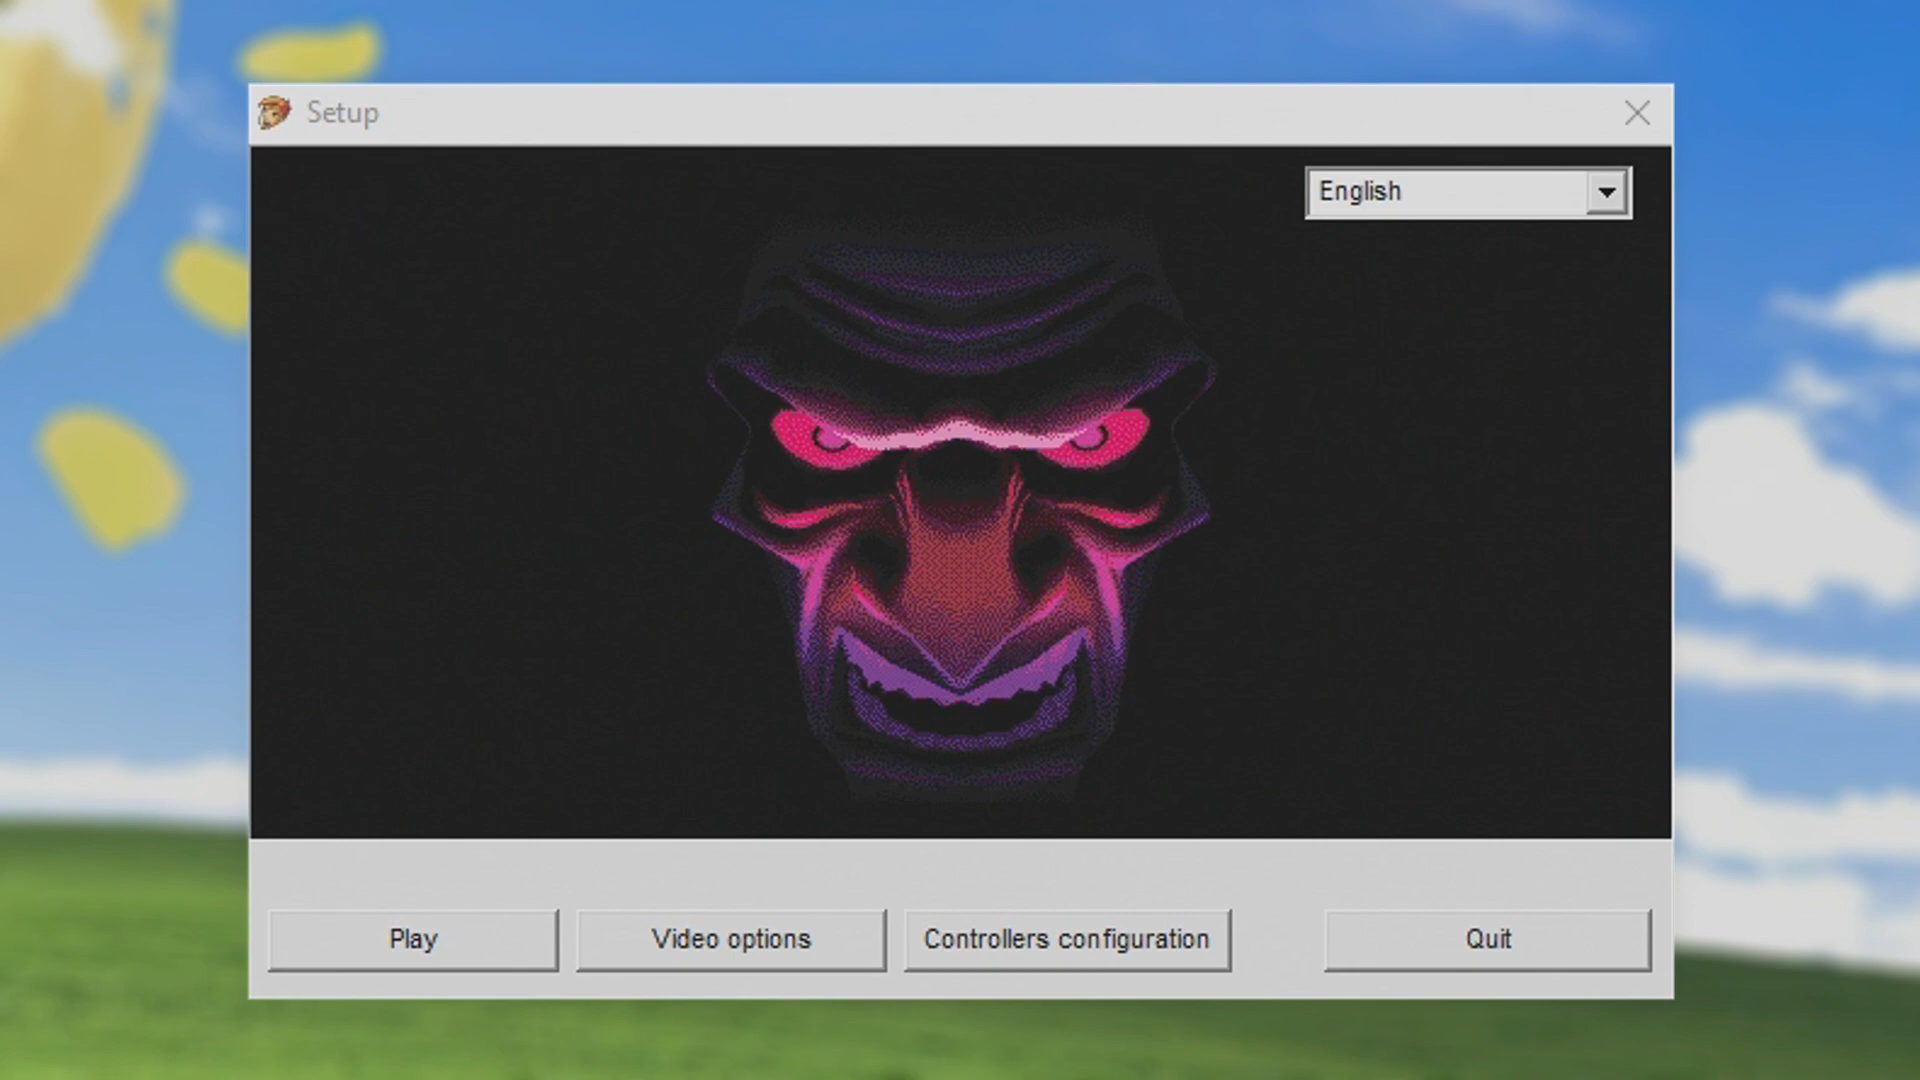 Setup
English
Play
Video options
Controllers configuration
Quit